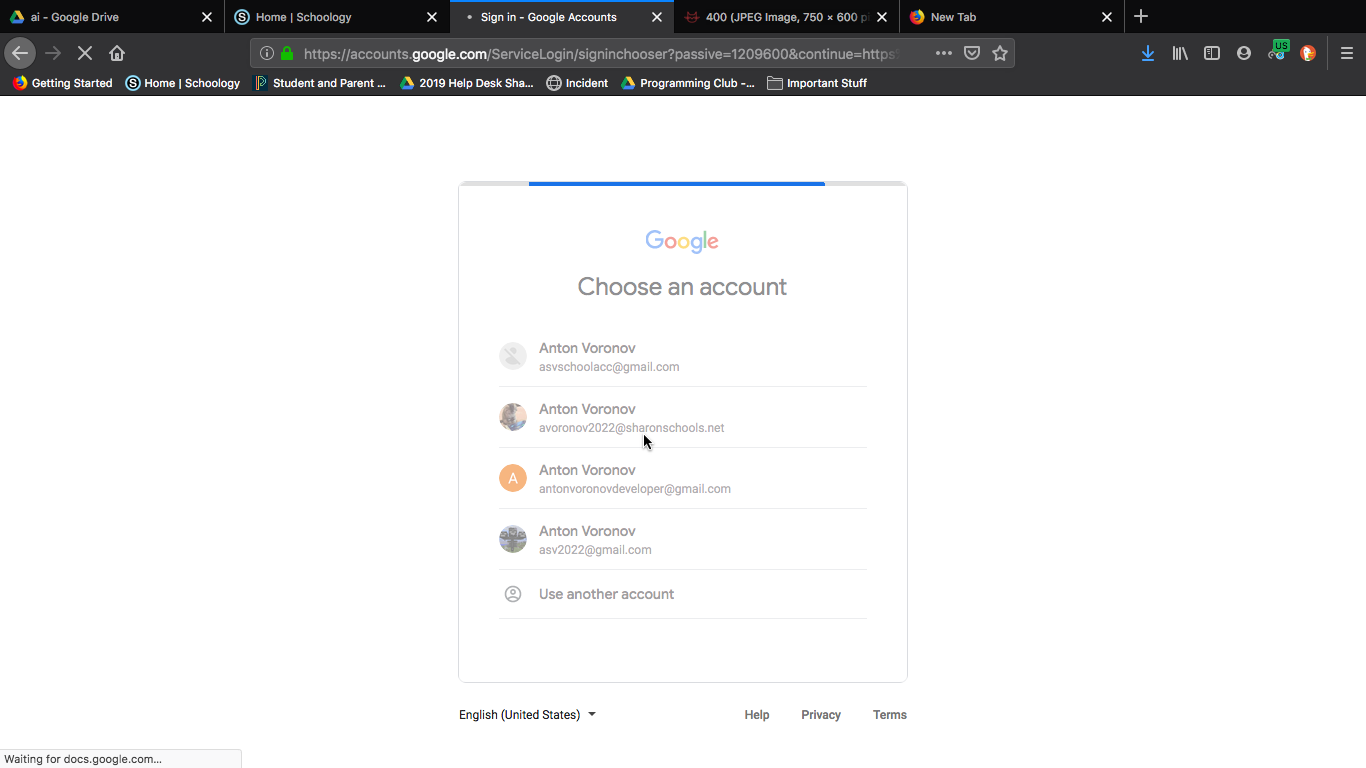 ai - Google Drive
Home | Schoology
Sign in - Google Accounts
400 (JPEG Image, 750 × 600 pi
New Tab
https://accounts.google.com/ServiceLogin/signinchooser?passive=1209600&continue=https
US
Getting Started
Home | Schoology
Student and Parent ...
2019 Help Desk Sha...
Incident
Programming Club -...
Important Stuff
Google
Choose an account
Anton Voronov
asvschoolacc@gmail.com
Anton Voronov
avoronov2022@sharonschools.net
A
Anton Voronov
antonvoronovdeveloper@gmail.com
Anton Voronov
asv2022@gmail.com
Use another account
English (United States)
Help
Privacy
Terms
Waiting for docs.google.com...